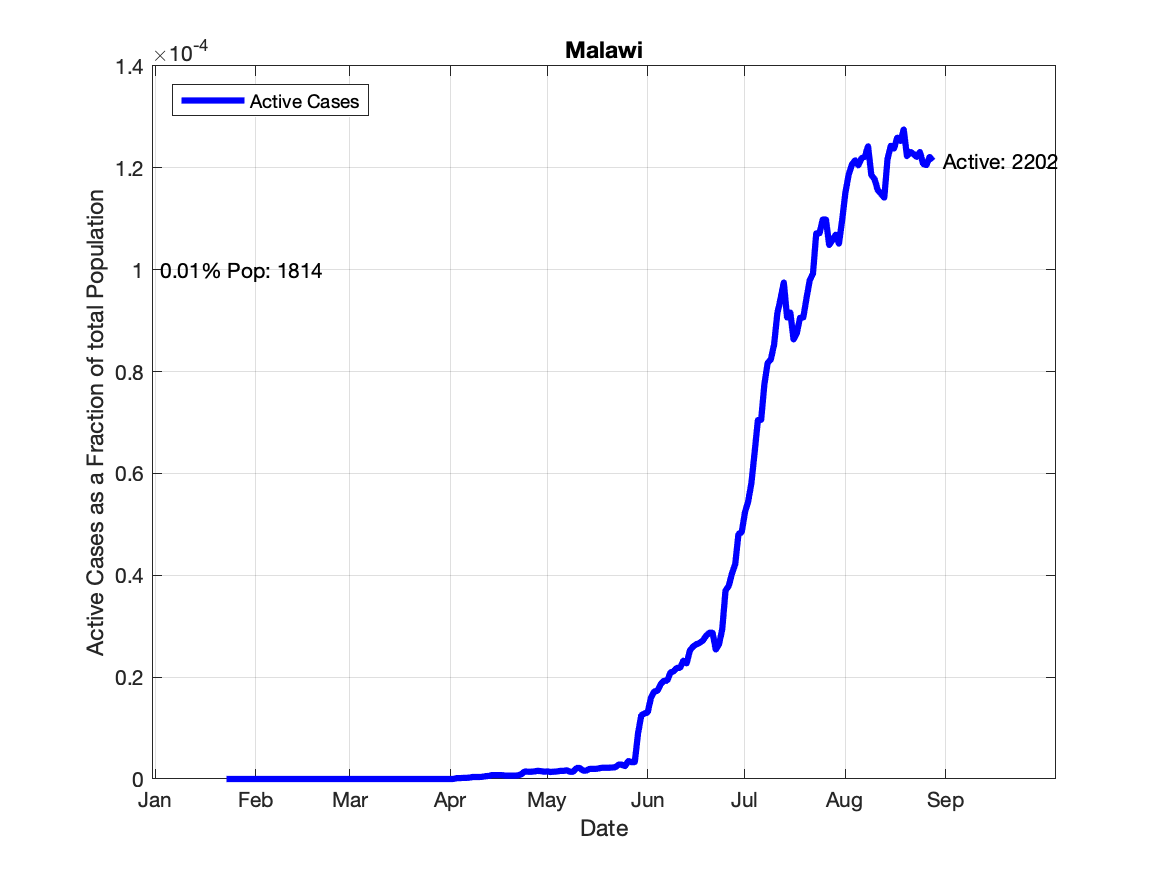 Malawi
×10-4
Active Cases
1.4
1.2
1
0.8
0.6
0.4
0.2
0
Active: 2202
0.01% Pop: 1814
Active Cases as a Fraction of total Population
Jan Feb Mar Apr May Jun Jul Aug Sep
Date